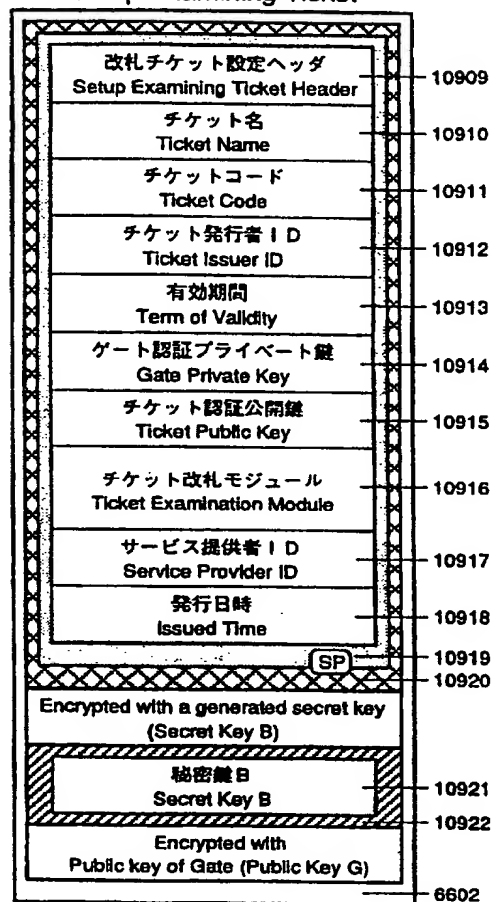 改札チケット設定ヘッダ
Setup Examining Ticket Header
10909
チケット名
Ticket Name
10910
チケットコード
Ticket Code
10911
チケット発行者ID
Ticket Issuer ID
10912
有効期間
Term of Validity
10913
ゲート認証プライベート鍵
Gate Private Key
10914
チケット認証公開鍵
Ticket Public Key
10915
チケット改札モジュール
Ticket Examination Module
10916
サービス提供者ID
Service Provider ID
10917
発行日時
Issued Time
10918
SP
10919
10920
Encrypted with a generated secret key
(Secret Key B)
秘密鍵B
Secret Key B
10921
10922
Encrypted with
Public key of Gate (Public Key G)
6602